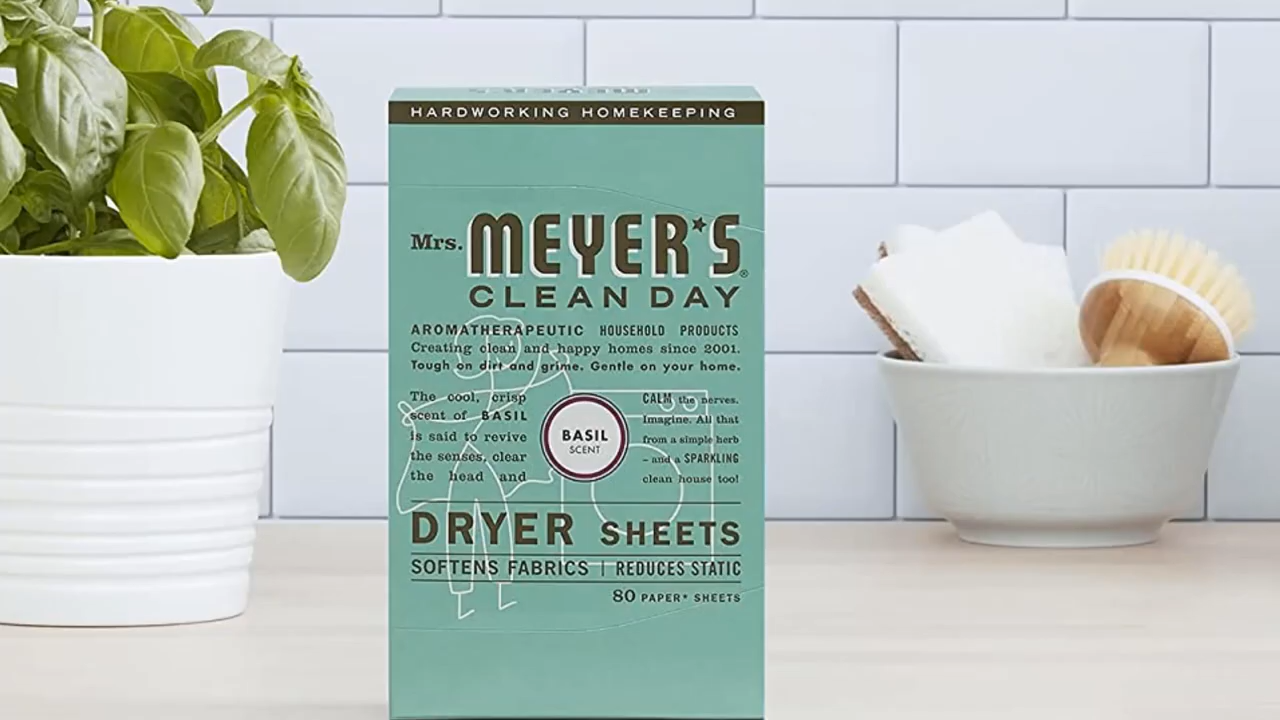 HARDWORKING HOMEKEEPING
Mrs. MEYER'S®
CLEAN DAY
AROMATHERAPEUTIC HOUSEHOLD PRODUCTS
Creating clean and happy homes since 2001.
Tough on dirt and grime. Gentle on your home.
The cool, crisp
scent of BASIL
is said to revive
the senses, clear
the head and
BASIL
SCENT
CALM the nerves.
Imagine. All that
from a simple herb
– and a SPARKLING
clean house too!
DRYER SHEETS
SOFTENS FABRICS | REDUCES STATIC
80 PAPER* SHEETS